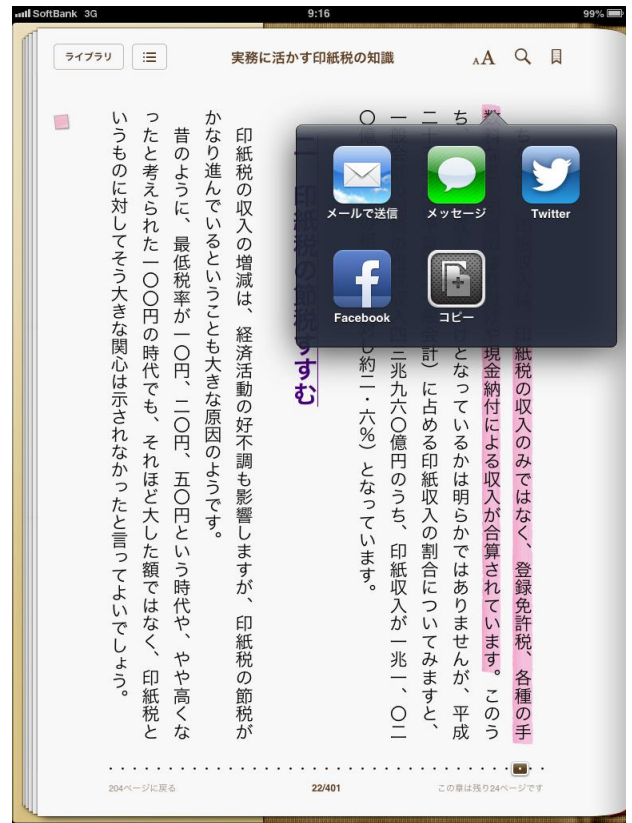 SoftBank 3G 9:16 99%
ライブラリ 実務に活かす印紙税の知識 AA
メールで送信 メッセージ Twitter
Facebook コピー
印紙税の収入のみではなく、登録免許税、各種の手
現金納付による収入が合算されています。このう
ち、 けとなっているかは明らかではありませんが、平成
二十 計）に占める印紙収入の割合についてみますと、
一般 四三兆九六〇億円のうち、印紙収入が一兆一、〇二
〇 約二・六%）となっています。
印紙税の節税すすむ
印紙税の収入の増減は、経済活動の好不調も影響しますが、印紙税の節税が
かなり進んでいるということも大きな原因のようです。
昔のように、最低税率が一〇円、二〇円、五〇円という時代や、やや高くな
ったと考えられた一〇〇円の時代でも、それほど大した額ではなく、印紙税と
いうものに対してそう大きな関心は示されなかったと言ってよいでしょう。
204ページに戻る 22/401 この章は残り24ページです